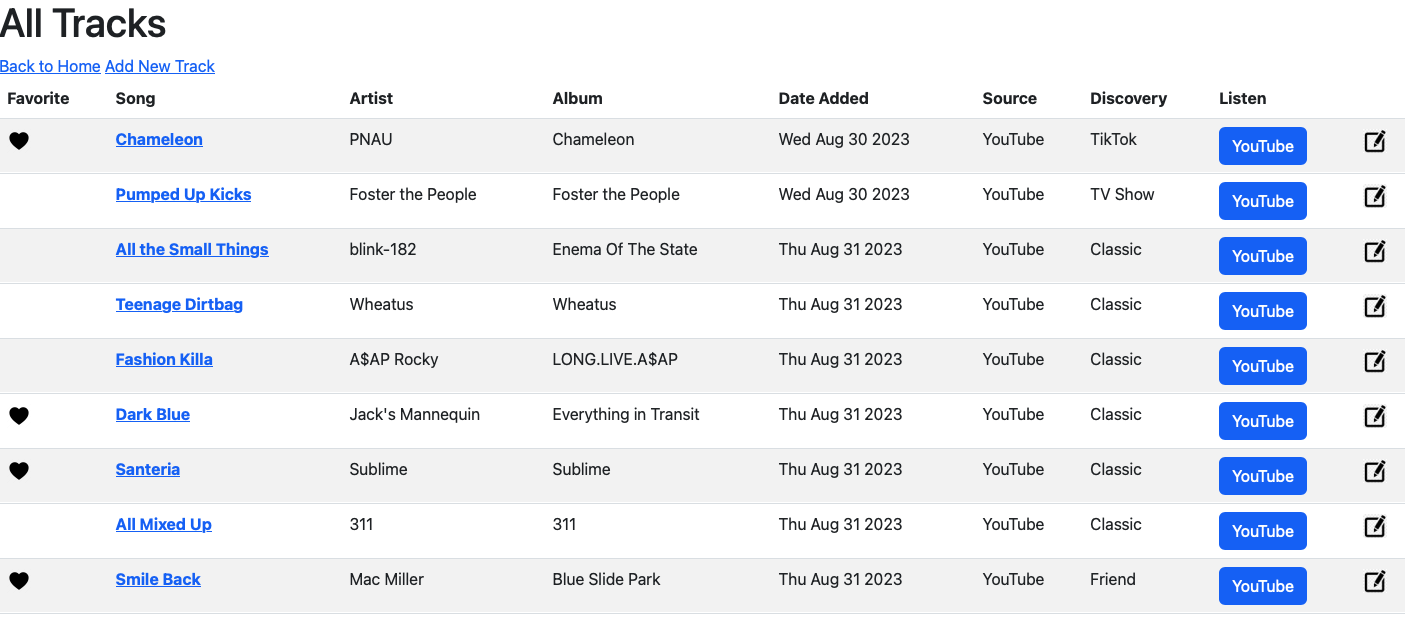 All Tracks
Back to Home Add New Track
Favorite Song Artist Album Date Added Source Discovery Listen
Chameleon PNAU Chameleon Wed Aug 30 2023 YouTube TikTok YouTube
Pumped Up Kicks Foster the People Foster the People Wed Aug 30 2023 YouTube TV Show YouTube
All the Small Things blink-182 Enema Of The State Thu Aug 31 2023 YouTube Classic YouTube
Teenage Dirtbag Wheatus Wheatus Thu Aug 31 2023 YouTube Classic YouTube
Fashion Killa A$AP Rocky LONG.LIVE.A$AP Thu Aug 31 2023 YouTube Classic YouTube
Dark Blue Jack's Mannequin Everything in Transit Thu Aug 31 2023 YouTube Classic YouTube
Santeria Sublime Sublime Thu Aug 31 2023 YouTube Classic YouTube
All Mixed Up 311 311 Thu Aug 31 2023 YouTube Classic YouTube
Smile Back Mac Miller Blue Slide Park Thu Aug 31 2023 YouTube Friend YouTube